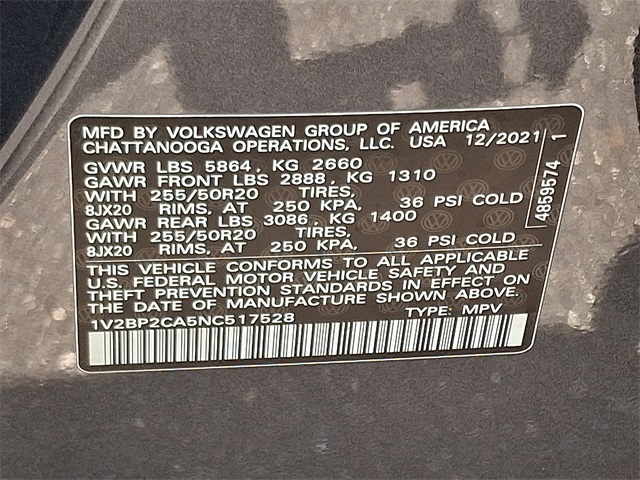 MFD BY VOLKSWAGEN GROUP OF AMERICA
CHATTANOOGA OPERATIONS, LLC. USA 12/2021
GVWR LBS 5864, KG 2660
GAWR FRONT LBS 2888, KG 1310
WITH 255/50R20 TIRES,
8JX20 RIMS, AT 250 KPA, 36 PSI COLD
GAWR REAR LBS 3086, KG 1400
WITH 255/50R20 TIRES,
8JX20 RIMS, AT 250 KPA, 36 PSI COLD
THIS VEHICLE CONFORMS TO ALL APPLICABLE
U.S. FEDERAL MOTOR VEHICLE SAFETY AND
THEFT PREVENTION STANDARDS IN EFFECT ON
THE DATE OF MANUFACTURE SHOWN ABOVE.
1V2BP2CA5NC517528 TYPE: MPV
4859574 1